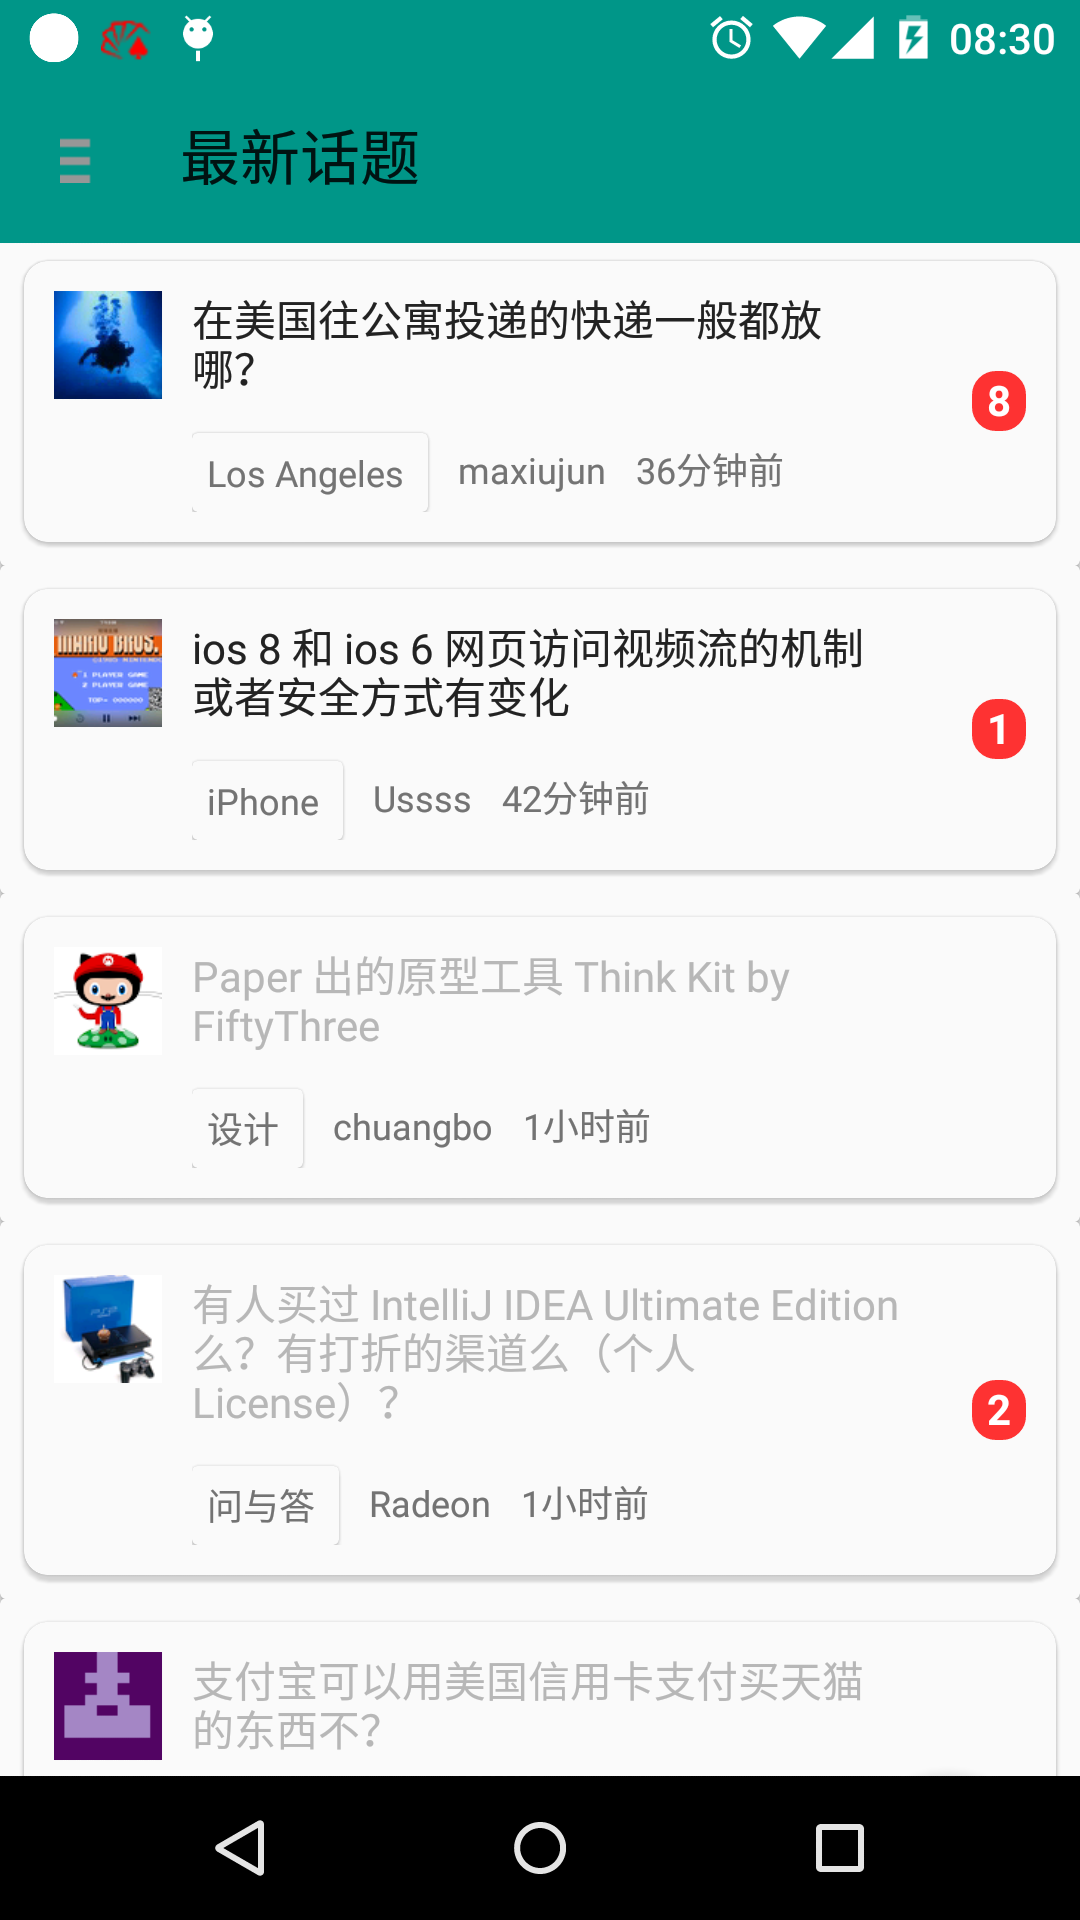 08:30
最新话题
在美国往公寓投递的快递一般都放
哪?
8
Los Angeles maxiujun 36分钟前
ios 8 和 ios 6 网页访问视频流的机制
或者安全方式有变化
1
iPhone Ussss 42分钟前
Paper 出的原型工具 Think Kit by
FiftyThree
设计 chuangbo 1小时前
有人买过 IntelliJ IDEA Ultimate Edition
么？有打折的渠道么（个人
License）？
2
问与答 Radeon 1小时前
支付宝可以用美国信用卡支付买天猫
的东西不?